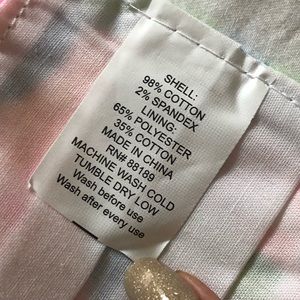 SHELL:
98% COTTON
2% SPANDEX
LINING:
65% POLYESTER
35% COTTON
MADE IN CHINA
RN# 88189
MACHINE WASH COLD
TUMBLE DRY LOW
Wash before use
Wash after every use